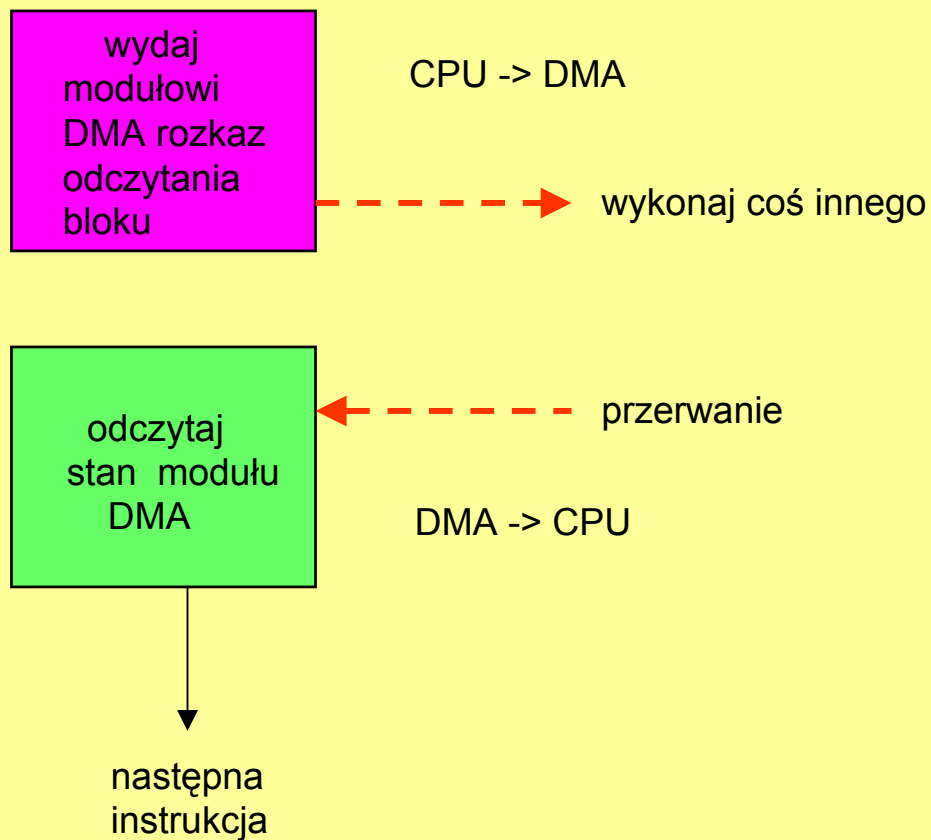 wydaj
modułowi
DMA rozkaz
odczytania
bloku
CPU -> DMA
wykonaj coś innego
odczytaj
stan modułu
DMA
przerwanie
DMA -> CPU
następna
instrukcja